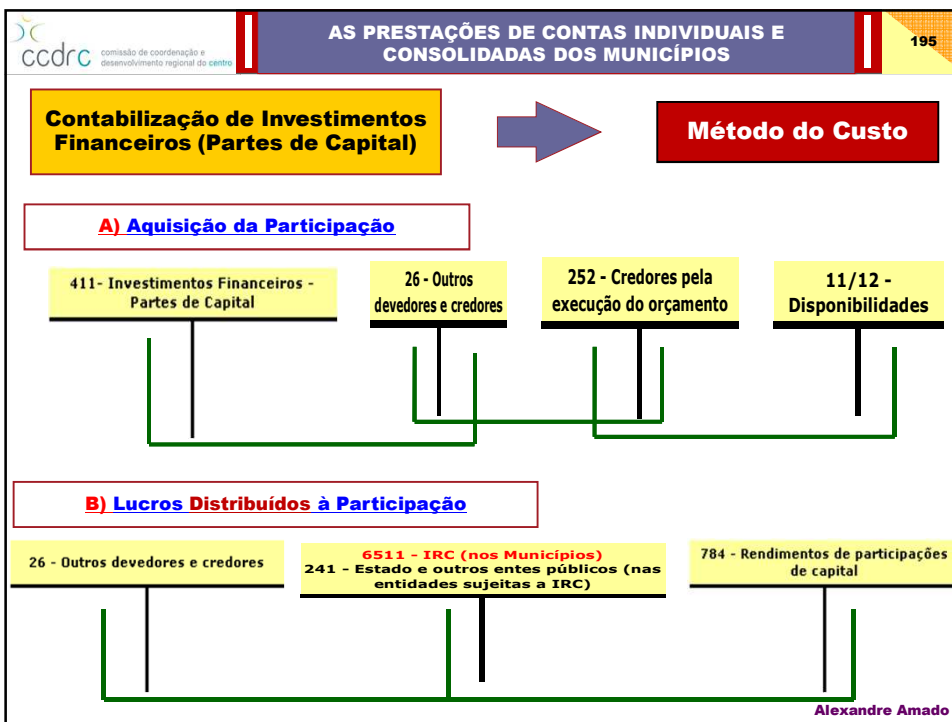 ccdrc
comissão de coordenação e
desenvolvimento regional do centro
AS PRESTAÇÕES DE CONTAS INDIVIDUAIS E
CONSOLIDADAS DOS MUNICÍPIOS
195
Contabilização de Investimentos
Financeiros (Partes de Capital)
Método do Custo
A) Aquisição da Participação
411- Investimentos Financeiros -
Partes de Capital
26 - Outros
devedores e credores
252 - Credores pela
execução do orçamento
11/12 -
Disponibilidades
B) Lucros Distribuídos à Participação
26 - Outros devedores e credores
6511 - IRC (nos Municípios)
241 - Estado e outros entes públicos (nas
entidades sujeitas a IRC)
784 - Rendimentos de participações
de capital
Alexandre Amado